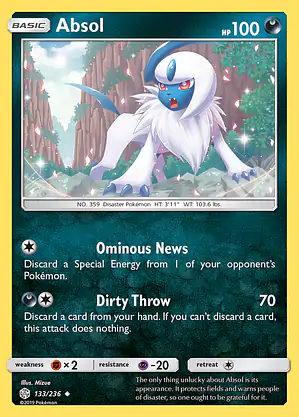 BASIC Absol HP 100
NO. 359 Disaster Pokémon HT: 3'11" WT: 103.6 lbs.
Ominous News
Discard a Special Energy from 1 of your opponent's
Pokémon.
Dirty Throw 70
Discard a card from your hand. If you can't discard a card,
this attack does nothing.
weakness ×2 resistance -20 retreat
Illus. Mizue
133/236
©2019 Pokémon
The only thing unlucky about Absol is its
appearance. It protects fields and warns people
of disaster, so one ought to be grateful for it.